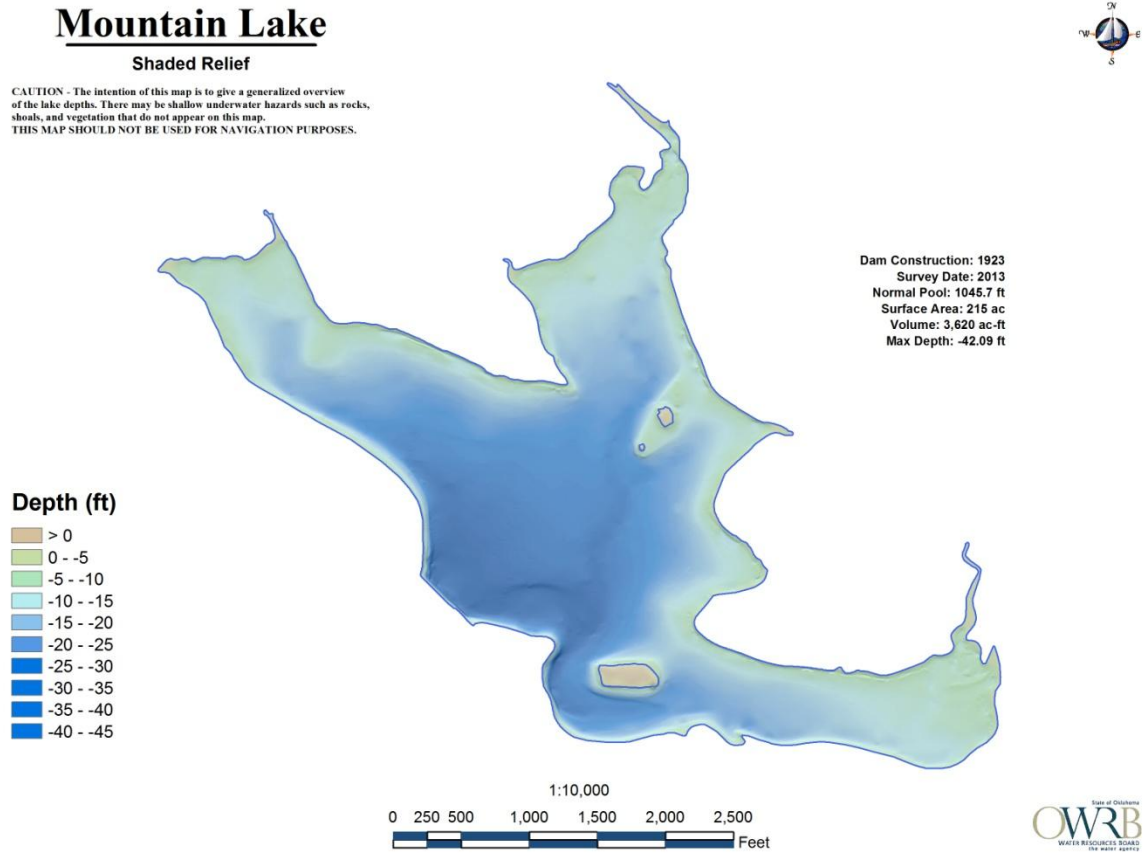 Mountain Lake
Shaded Relief
CAUTION - The intention of this map is to give a generalized overview
of the lake depths. There may be shallow underwater hazards such as rocks,
shoals, and vegetation that do not appear on this map.
THIS MAP SHOULD NOT BE USED FOR NAVIGATION PURPOSES.
N
W E
S
Dam Construction: 1923
Survey Date: 2013
Normal Pool: 1045.7 ft
Surface Area: 215 ac
Volume: 3,620 ac-ft
Max Depth: -42.09 ft
Depth (ft)
> 0
0 - -5
-5 - -10
-10 - -15
-15 - -20
-20 - -25
-25 - -30
-30 - -35
-35 - -40
-40 - -45
1:10,000
0 250 500 1,000 1,500 2,000 2,500
Feet
State of Oklahoma
OWRB
WATER RESOURCES BOARD
the water agency